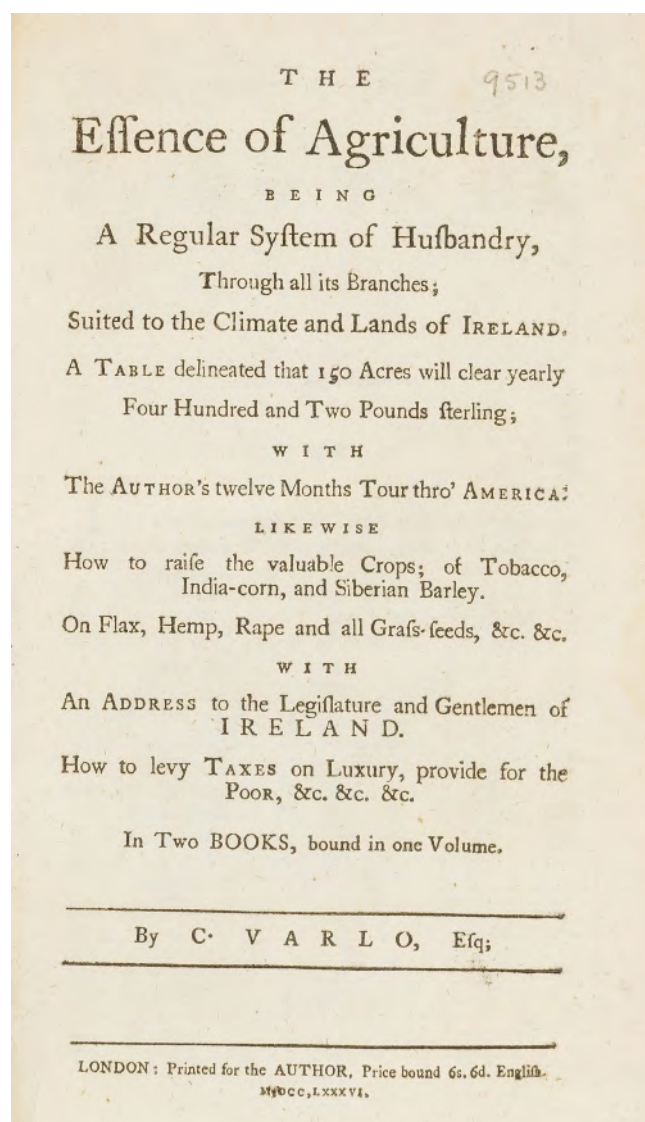 THE
9513
Eſſence of Agriculture,
BEING
A Regular Syſtem of Huſbandry,
Through all its Branches;
Suited to the Climate and Lands of IRELAND.
A TABLE delineated that 150 Acres will clear yearly
Four Hundred and Two Pounds ſterling;
WITH
The AUTHOR's twelve Months Tour thro' AMERICA:
LIKEWISE
How to raiſe the valuable Crops; of Tobacco,
India-corn, and Siberian Barley.
On Flax, Hemp, Rape and all Graſs-ſeeds, &c. &c.
WITH
An ADDRESS to the Legiſlature and Gentlemen of
IRELAND.
How to levy TAXES on Luxury, provide for the
POOR, &c. &c. &c.
In Two BOOKS, bound in one Volume.
By C. VARLO, Eſq;
LONDON: Printed for the AUTHOR, Price bound 6s. 6d. Engliſh.
M,DCC,LXXXVI.